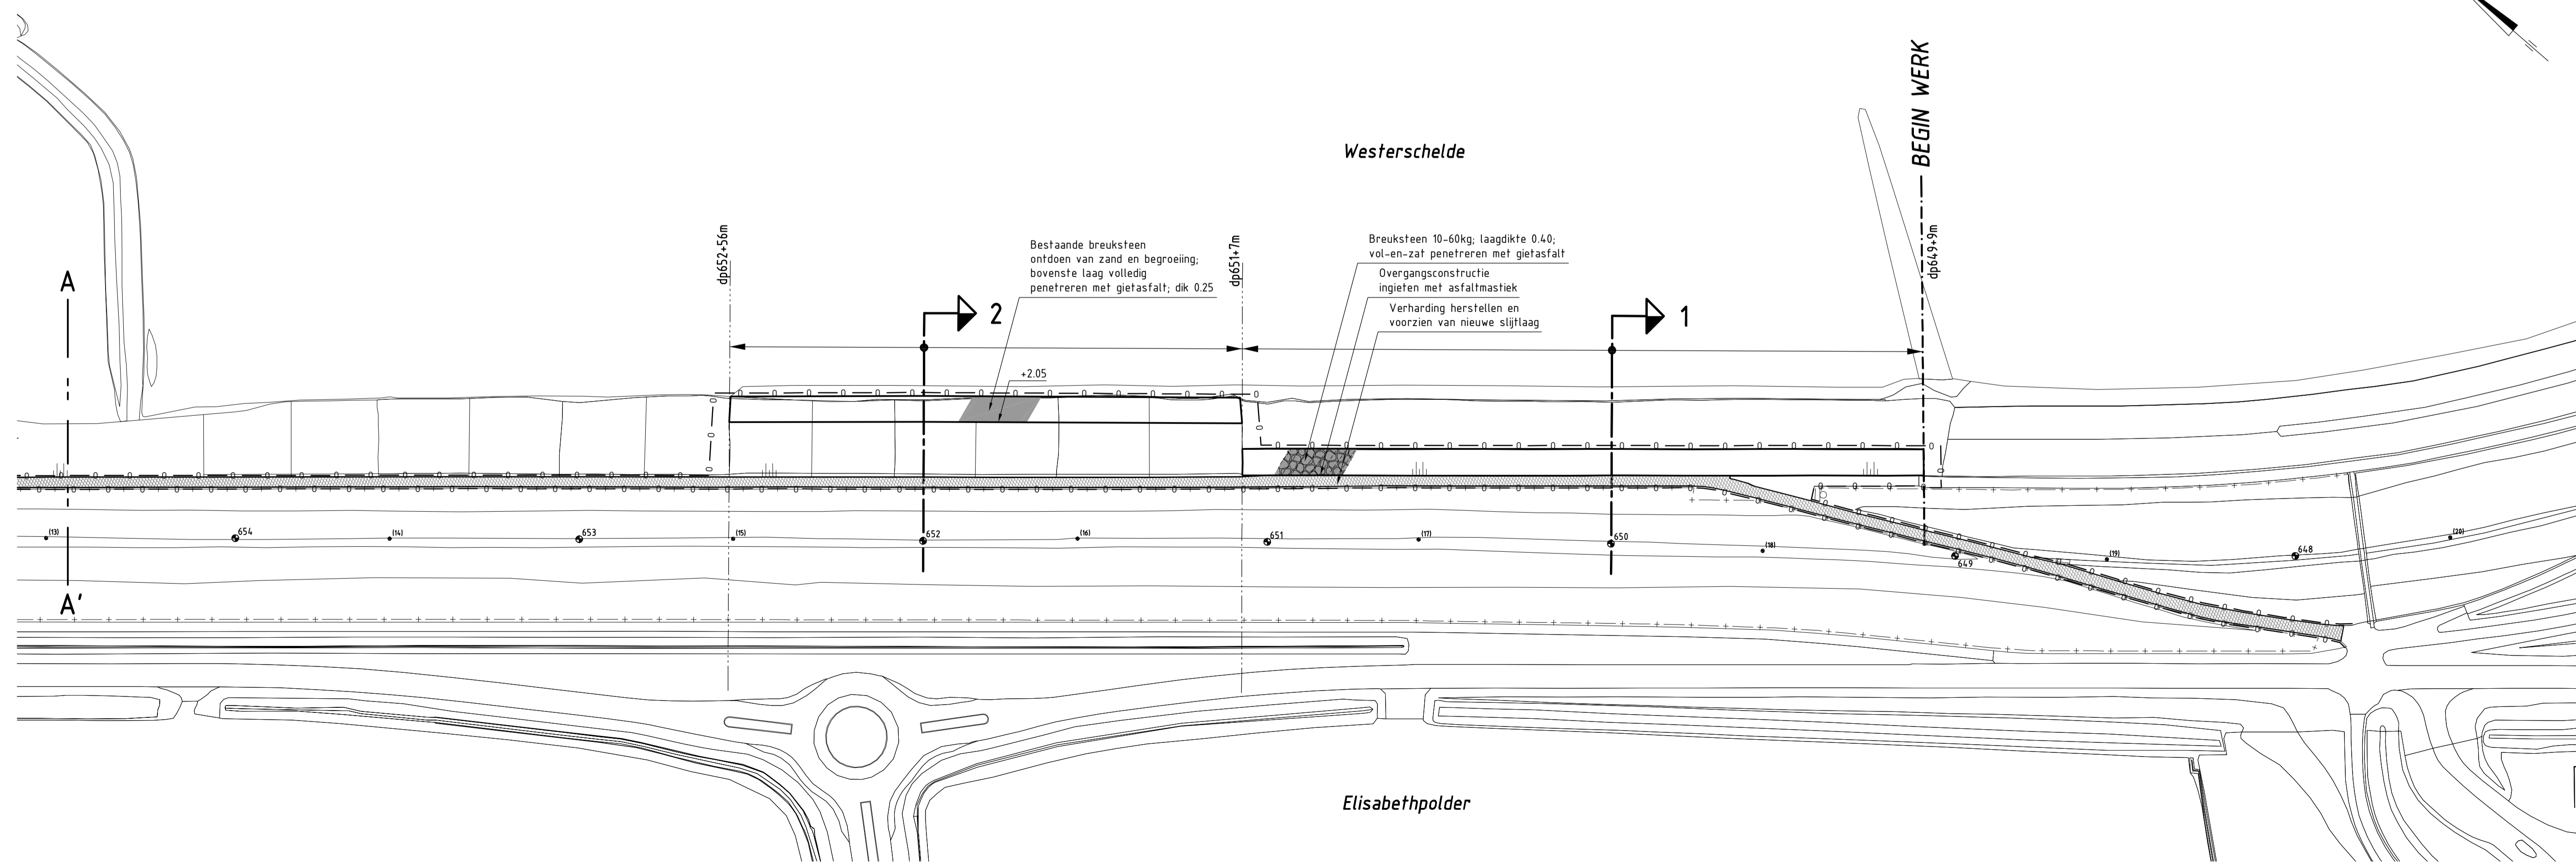 BEGIN WERK
Westerschelde
dp652+56m
dp651+7m
dp649+9m
Bestaande breuksteen
ontdoen van zand en begroeiing;
bovenste laag volledig
penetreren met gietasfalt; dik 0.25
Breuksteen 10-60kg; laagdikte 0.40;
vol-en-zat penetreren met gietasfalt
Overgangsconstructie
ingieten met asfaltmastiek
Verharding herstellen en
voorzien van nieuwe slijtlaag
A
2
1
+2.05
(13)
654
(14)
653
(15)
652
(16)
651
(17)
650
(18)
649
(19)
648
(20)
A'
Elisabethpolder